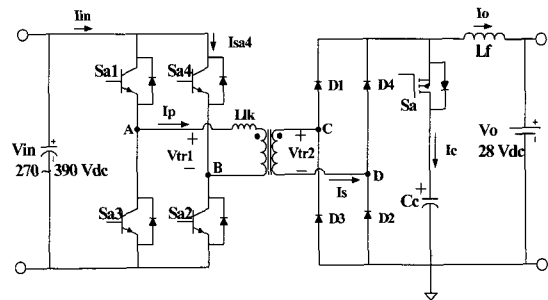 Iin
Io
Isa4
Lf
Sa1
Sa4
D1
D4
Sa
Ip
Llk
A
C
Vin
270 ~ 390 Vdc
+
Vtr1
−
+
Vtr2
−
Ic
Vo
28 Vdc
B
D
Is
+
Cc
Sa3
Sa2
D3
D2